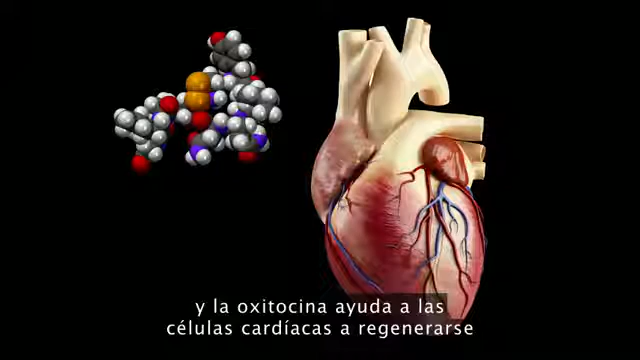 y la oxitocina ayuda a las
células cardíacas a regenerarse